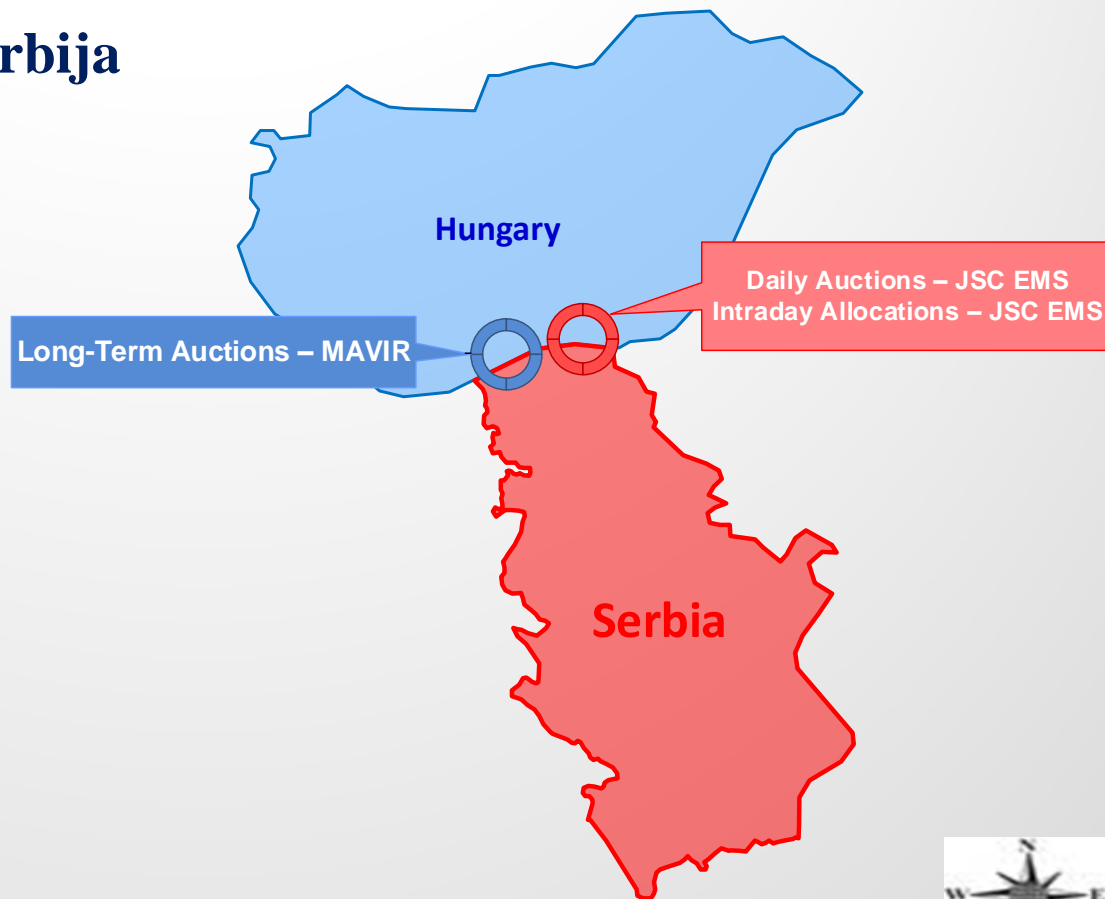 rbija
Hungary
Daily Auctions – JSC EMS
Intraday Allocations – JSC EMS
Long-Term Auctions – MAVIR
Serbia
N
W
E